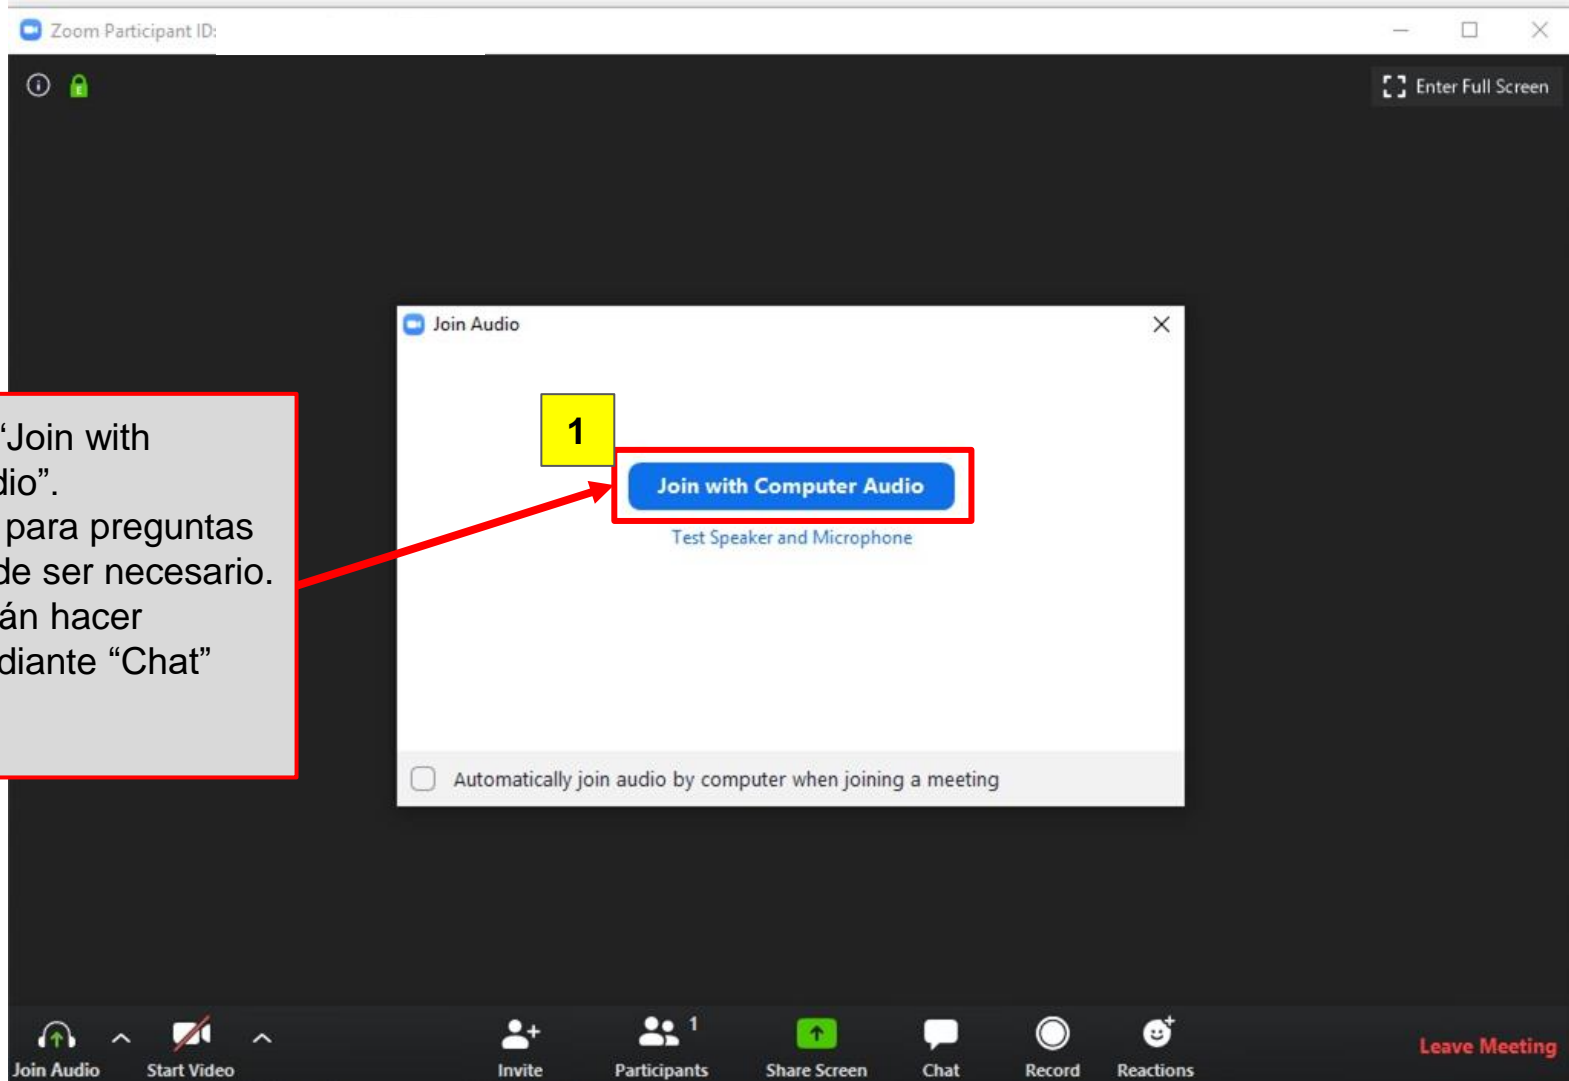 Zoom Participant ID:
Enter Full Screen
Join Audio
1
“Join with
dio”.
para preguntas
de ser necesario.
án hacer
diante “Chat”
Join with Computer Audio
Test Speaker and Microphone
Automatically join audio by computer when joining a meeting
Join Audio
Start Video
Invite
Participants
1
Share Screen
Chat
Record
Reactions
Leave Meeting